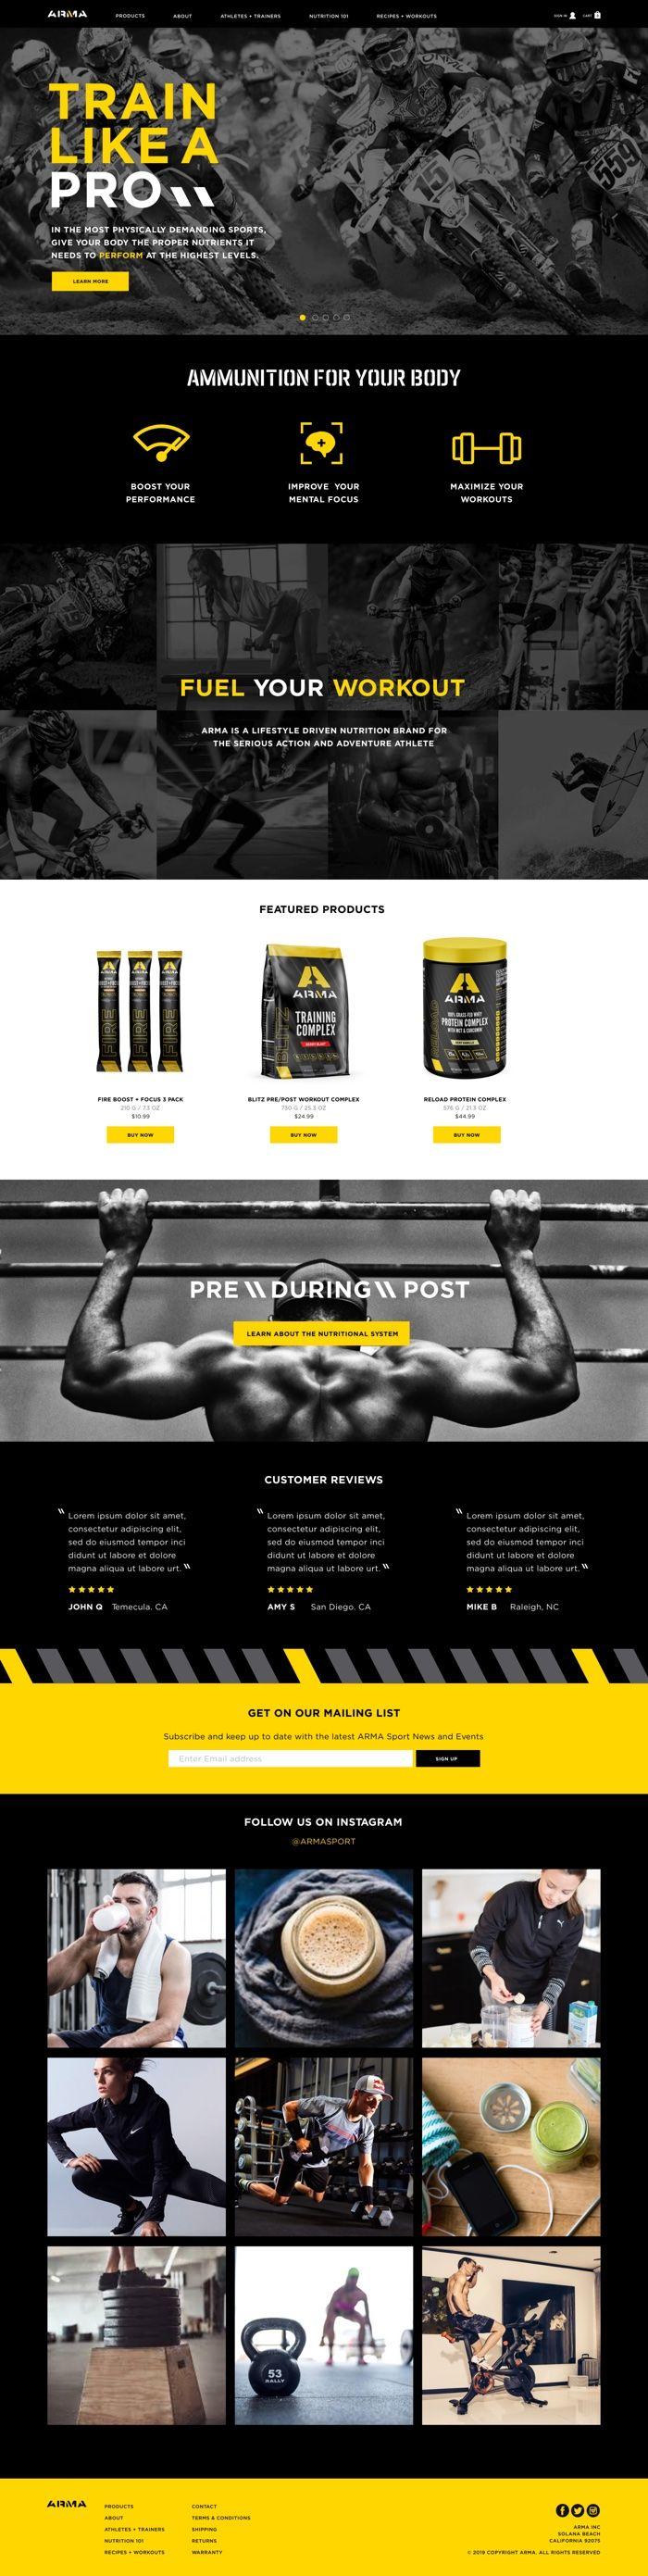 ARMA
PRODUCTS
ABOUT
ATHLETES + TRAINERS
NUTRITION 101
RECIPES + WORKOUTS
SIGN IN
CART
TRAIN
LIKE A
PRO
IN THE MOST PHYSICALLY DEMANDING SPORTS,
GIVE YOUR BODY THE PROPER NUTRIENTS IT
NEEDS TO PERFORM AT THE HIGHEST LEVELS.
LEARN MORE
15
559
AMMUNITION FOR YOUR BODY
BOOST YOUR
PERFORMANCE
IMPROVE YOUR
MENTAL FOCUS
MAXIMIZE YOUR
WORKOUTS
FUEL YOUR WORKOUT
ARMA IS A LIFESTYLE DRIVEN NUTRITION BRAND FOR
THE SERIOUS ACTION AND ADVENTURE ATHLETE
FEATURED PRODUCTS
ARMA
ARMA
ARMA
FIRE
FIRE
FIRE
ARMA
BLITZ
TRAINING
COMPLEX
ARMA
RELOAD
100% GRASS-FED WHEY
PROTEIN COMPLEX
FIRE BOOST + FOCUS 3 PACK
210 G / 7.3 OZ
$10.99
BUY NOW
BLITZ PRE/POST WORKOUT COMPLEX
730 G / 25.3 OZ
$24.99
BUY NOW
RELOAD PROTEIN COMPLEX
576 G / 21.3 OZ
$44.99
BUY NOW
PRE \\ DURING \\ POST
LEARN ABOUT THE NUTRITIONAL SYSTEM
CUSTOMER REVIEWS
Lorem ipsum dolor sit amet,
consectetur adipiscing elit,
sed do eiusmod tempor inci
didunt ut labore et dolore
magna aliqua ut labore urt.
JOHN Q Temecula. CA
Lorem ipsum dolor sit amet,
consectetur adipiscing elit,
sed do eiusmod tempor inci
didunt ut labore et dolore
magna aliqua ut labore urt.
AMY S San Diego. CA
Lorem ipsum dolor sit amet,
consectetur adipiscing elit,
sed do eiusmod tempor inci
didunt ut labore et dolore
magna aliqua ut labore urt.
MIKE B Raleigh, NC
GET ON OUR MAILING LIST
Subscribe and keep up to date with the latest ARMA Sport News and Events
Enter Email address
SIGN UP
FOLLOW US ON INSTAGRAM
@ARMASPORT
53
RALLY
ARMA
PRODUCTS
ABOUT
ATHLETES + TRAINERS
NUTRITION 101
RECIPES + WORKOUTS
CONTACT
TERMS & CONDITIONS
SHIPPING
RETURNS
WARRANTY
ARMA INC
SOLANA BEACH
CALIFORNIA 92075
© 2019 COPYRIGHT ARMA. ALL RIGHTS RESERVED